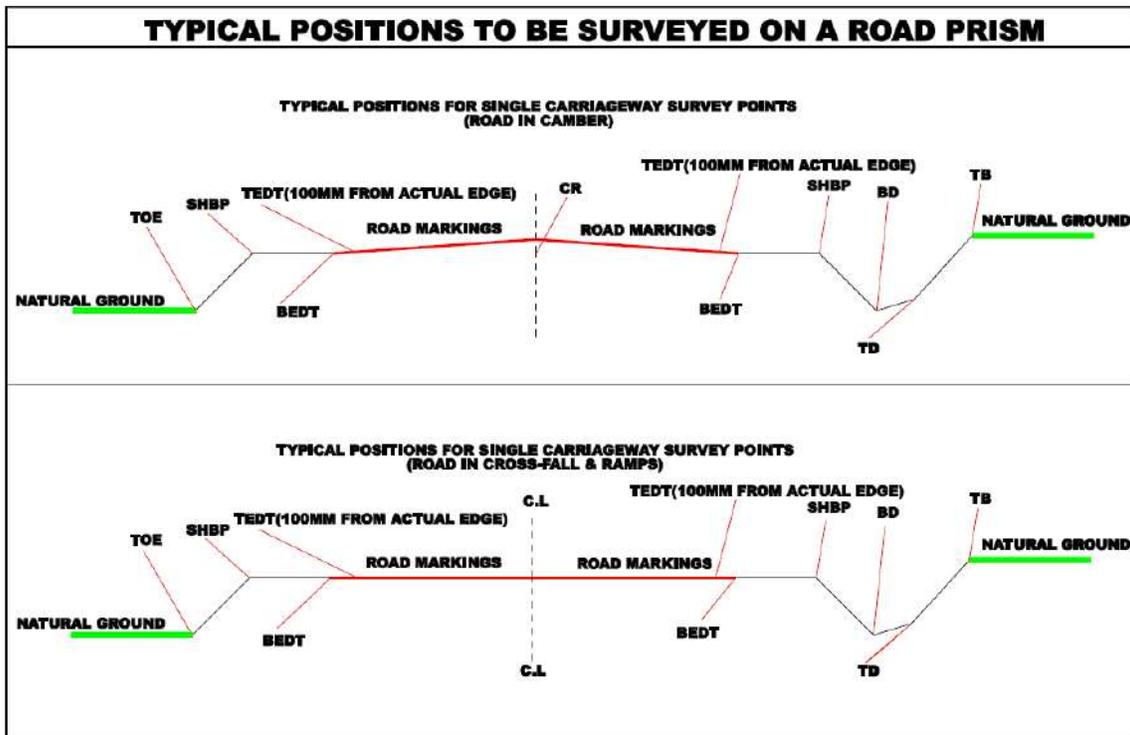 TYPICAL POSITIONS TO BE SURVEYED ON A ROAD PRISM
TYPICAL POSITIONS FOR SINGLE CARRIAGEWAY SURVEY POINTS
(ROAD IN CAMBER)
TEDT(100MM FROM ACTUAL EDGE)
TB
CR
SHBP
BD
TEDT(100MM FROM ACTUAL EDGE)
SHBP
TOE
NATURAL GROUND
ROAD MARKINGS
ROAD MARKINGS
NATURAL GROUND
BEDT
BEDT
TD
TYPICAL POSITIONS FOR SINGLE CARRIAGEWAY SURVEY POINTS
(ROAD IN CROSS-FALL & RAMPS)
TEDT(100MM FROM ACTUAL EDGE)
C.L
TB
SHBP
BD
TEDT(100MM FROM ACTUAL EDGE)
SHBP
TOE
NATURAL GROUND
ROAD MARKINGS
ROAD MARKINGS
NATURAL GROUND
BEDT
BEDT
C.L
TD